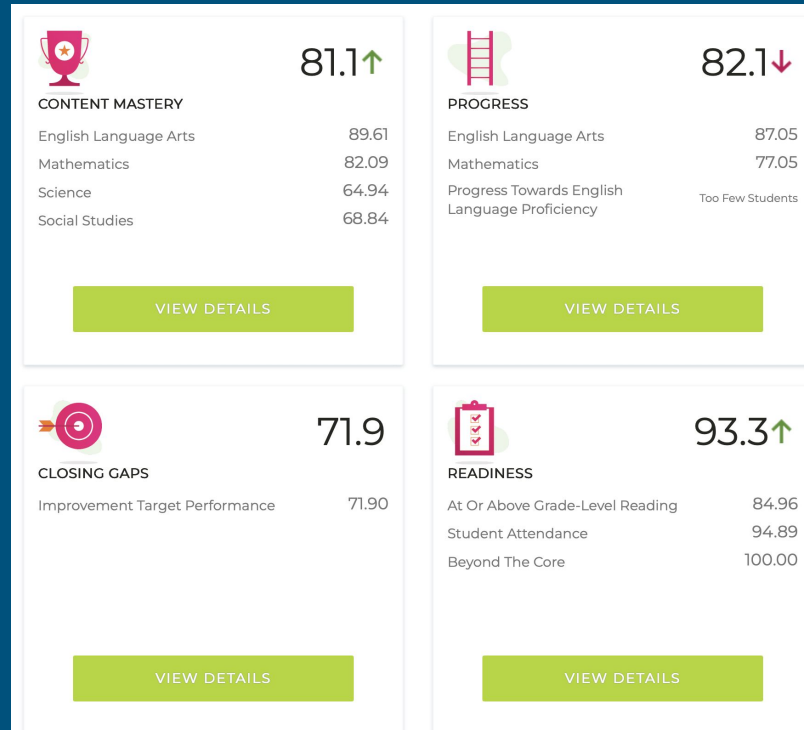 81.1↑
CONTENT MASTERY
English Language Arts 89.61
Mathematics 82.09
Science 64.94
Social Studies 68.84
VIEW DETAILS
82.1↓
PROGRESS
English Language Arts 87.05
Mathematics 77.05
Progress Towards English
Language Proficiency Too Few Students
VIEW DETAILS
71.9
CLOSING GAPS
Improvement Target Performance 71.90
VIEW DETAILS
93.3↑
READINESS
At Or Above Grade-Level Reading 84.96
Student Attendance 94.89
Beyond The Core 100.00
VIEW DETAILS